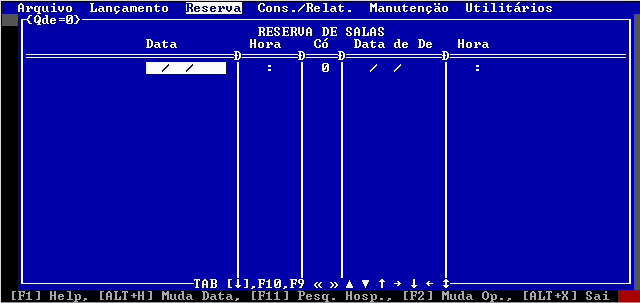 Arquivo Lançamento Reserva Cons./Relat. Manutenção Utilitários
{Qde=0}
RESERVA DE SALAS
Data Hora Có Data de De Hora
Ð Ð Ð Ð
/ / : 0 / / :
TAB [↓],F10,F9 « » ▲ ▼ ↑ → ↓ ← ↕
[F1] Help, [ALT+H] Muda Data, [F11] Pesq. Hosp., [F2] Muda Op., [ALT+X] Sai